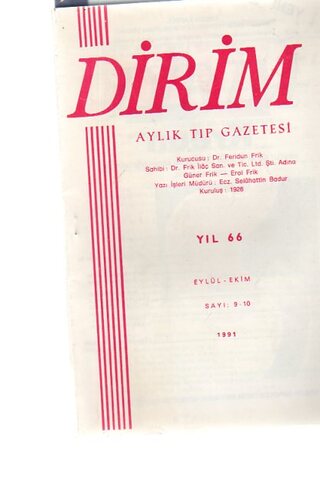 DİRİM
AYLIK TIP GAZETESİ
Kurucusu : Dr. Feridun Frik
Sahibi : Dr. Frik İlâç San. ve Tic. Ltd. Şti. Adına
Güner Frik — Erol Frik
Yazı İşleri Müdürü : Ecz. Selâhattin Badur
Kuruluş : 1926
YIL 66
EYLÜL - EKİM
SAYI: 9-10
1991